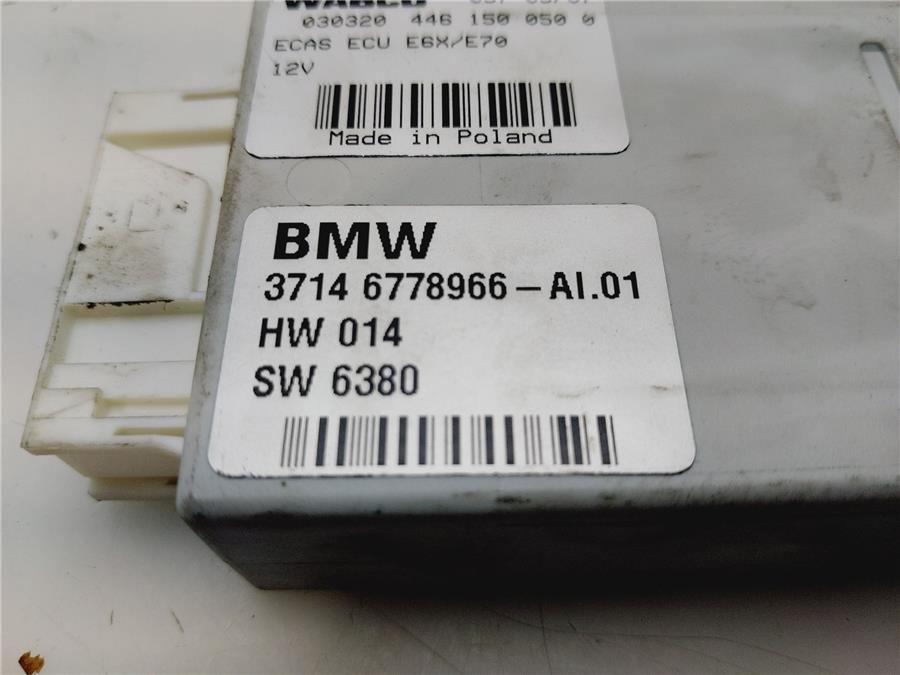 WABCO
030320 446 150 050 0
ECAS ECU E6X/E70
12V
Made in Poland
BMW
3714 6778966-AI.01
HW 014
SW 6380